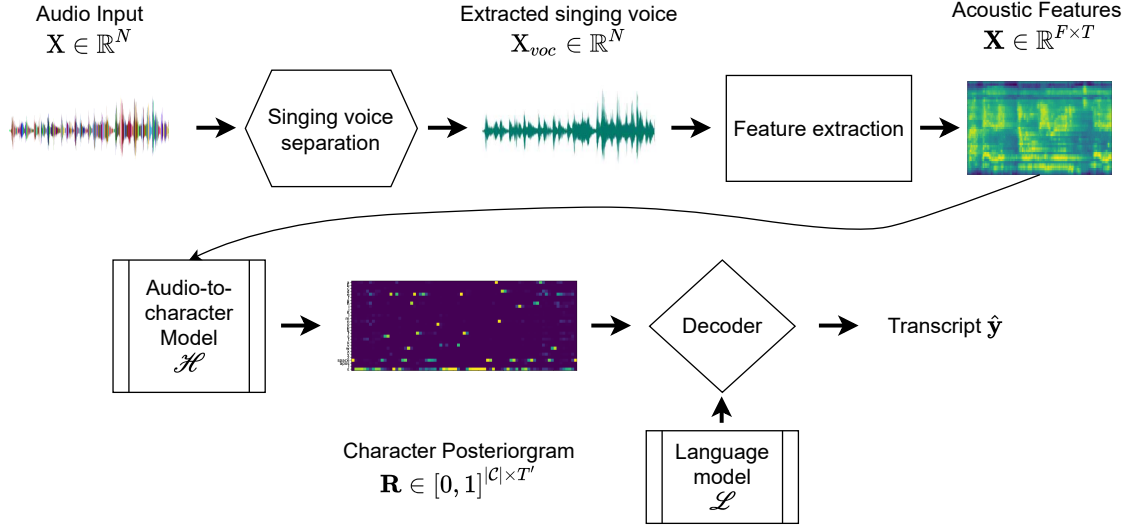 Audio Input
X ∈ ℝ^N
Extracted singing voice
X_voc ∈ ℝ^N
Acoustic Features
𝐗 ∈ ℝ^{F×T}
Singing voice
separation
Feature extraction
Audio-to-
character
Model
ℋ
Decoder
Transcript 𝐲̂
Character Posteriorgram
𝐑 ∈ [0, 1]^{|𝒞|×T′}
Language
model
ℒ